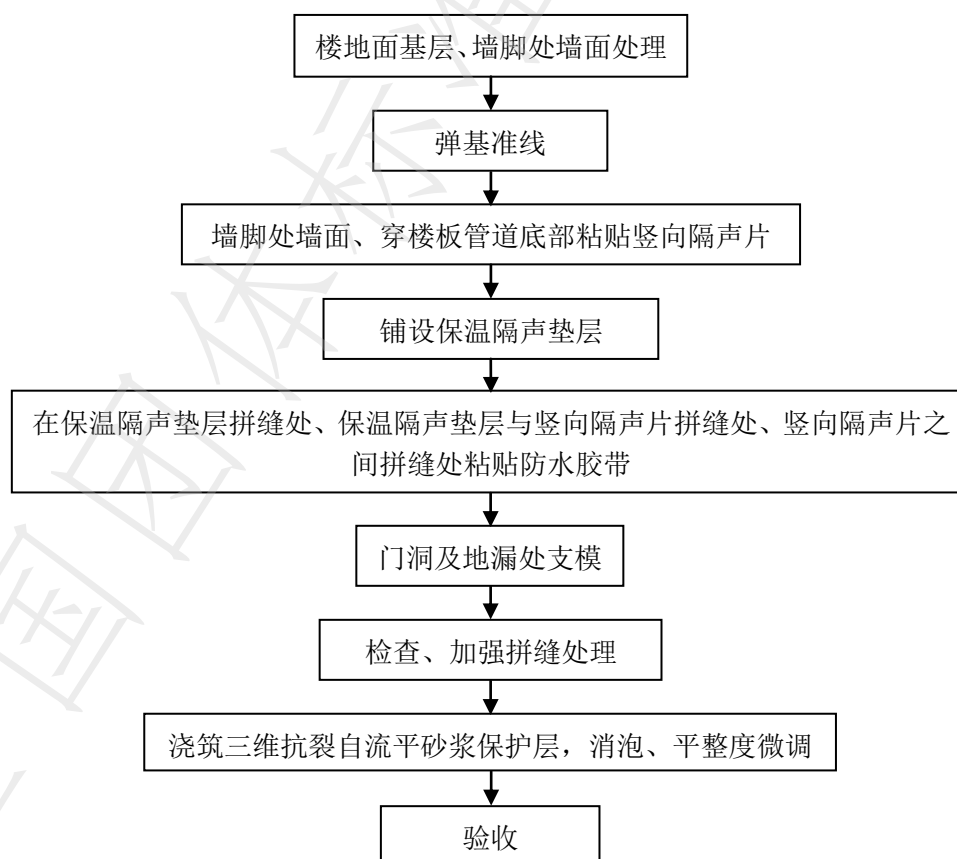 楼地面基层、墙脚处墙面处理
弹基准线
墙脚处墙面、穿楼板管道底部粘贴竖向隔声片
铺设保温隔声垫层
在保温隔声垫层拼缝处、保温隔声垫层与竖向隔声片拼缝处、竖向隔声片之
间拼缝处粘贴防水胶带
门洞及地漏处支模
检查、加强拼缝处理
浇筑三维抗裂自流平砂浆保护层，消泡、平整度微调
验收
国团体标准